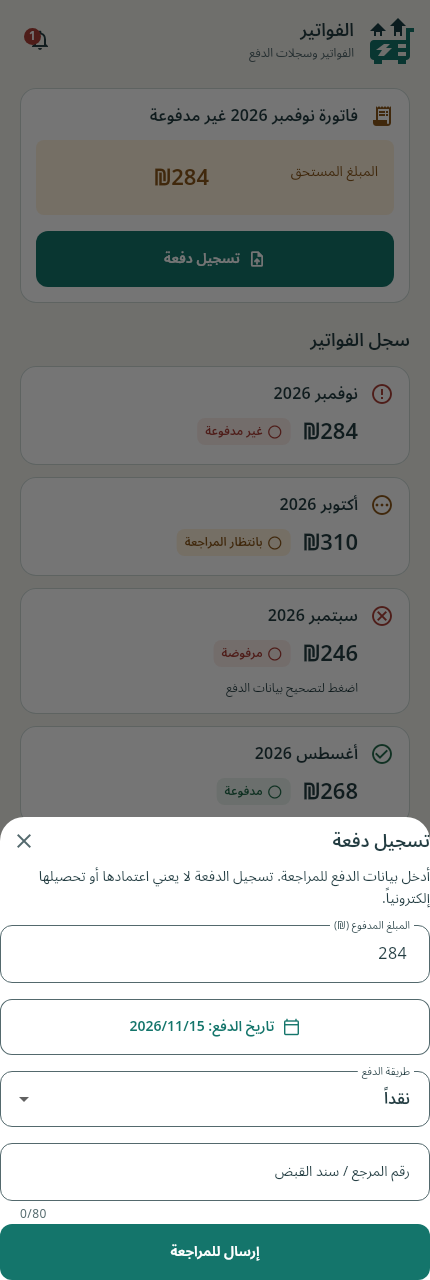 الفواتير
الفواتير وسجلات الدفع
1
فاتورة نوفمبر 2026 غير مدفوعة
المبلغ المستحق
₪284
تسجيل دفعة
سجل الفواتير
نوفمبر 2026
₪284
غير مدفوعة
أكتوبر 2026
₪310
بانتظار المراجعة
سبتمبر 2026
₪246
مرفوضة
اضغط لتصحيح بيانات الدفع
أغسطس 2026
₪268
مدفوعة
تسجيل دفعة
أدخل بيانات الدفع للمراجعة. تسجيل الدفعة لا يعني اعتمادها أو تحصيلها
إلكترونياً.
المبلغ المدفوع (₪)
284
تاريخ الدفع: 2026/11/15
طريقة الدفع
نقداً
رقم المرجع / سند القبض
0/80
إرسال للمراجعة